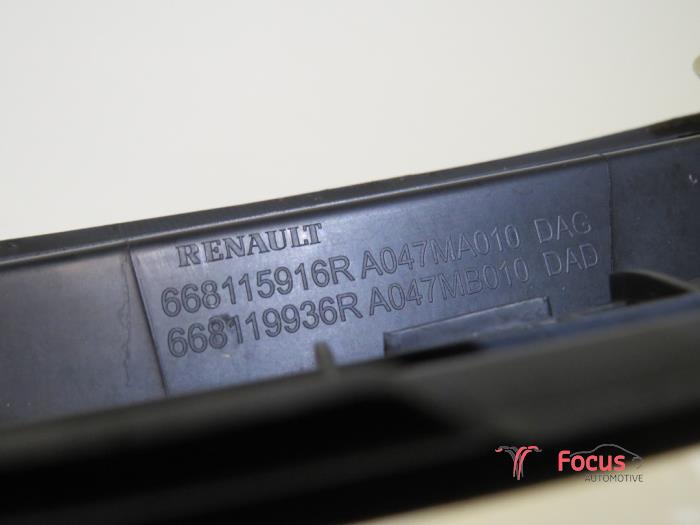 RENAULT
668115916R A047MA010 DAG
668119936R A047MB010 DAD
Focus
AUTOMOTIVE